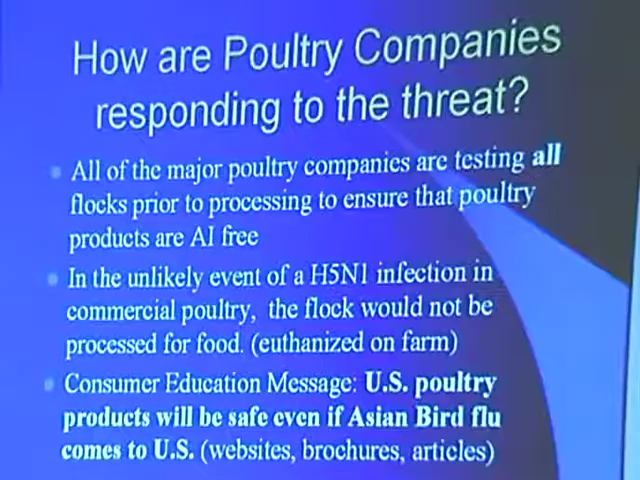 How are Poultry Companies
responding to the threat?
All of the major poultry companies are testing all
flocks prior to processing to ensure that poultry
products are AI free
In the unlikely event of a H5N1 infection in
commercial poultry, the flock would not be
processed for food. (euthanized on farm)
Consumer Education Message: U.S. poultry
products will be safe even if Asian Bird flu
comes to U.S. (websites, brochures, articles)